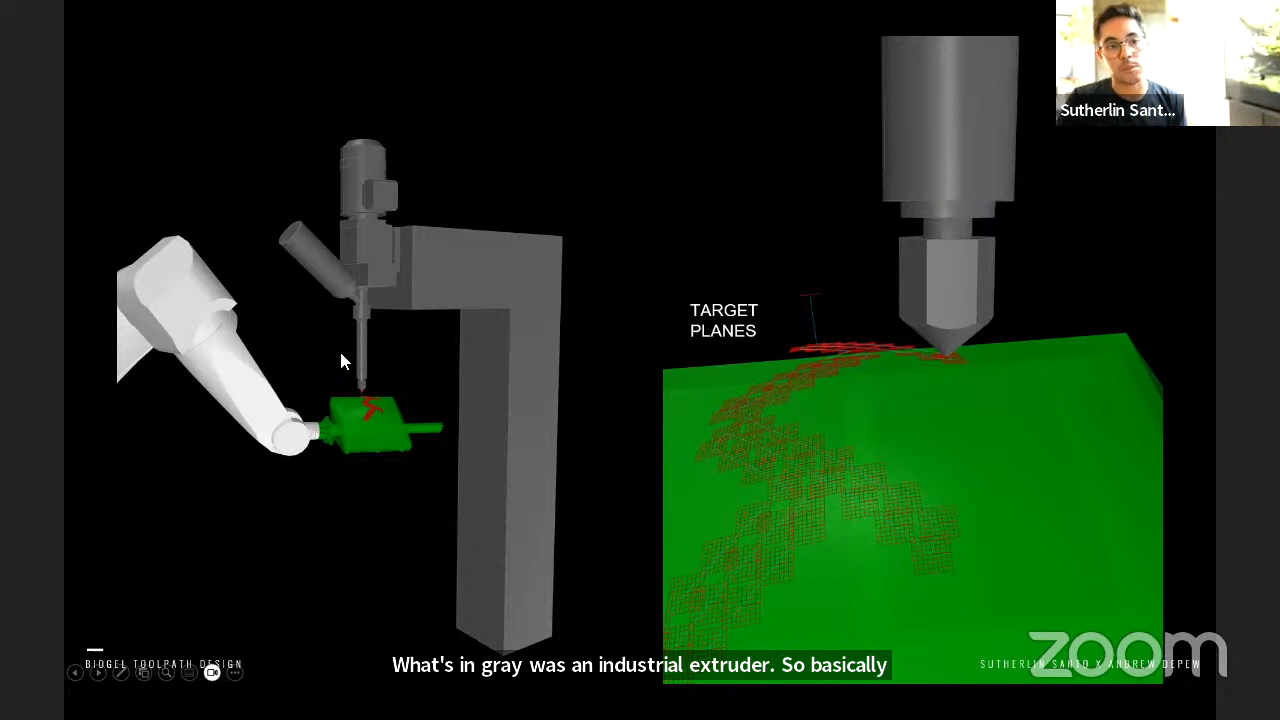 Sutherlin Sant...
TARGET
PLANES
BIOGEL TOOLPATH DESIGN
What's in gray was an industrial extruder. So basically
SUTHERLIN SANTO X ANDREW DEPEW
zoom